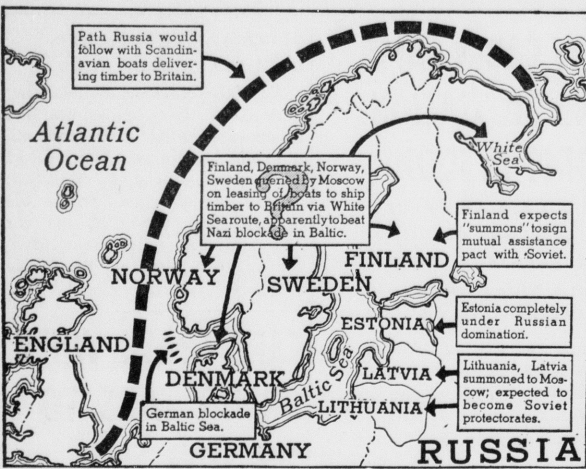 Path Russia would
follow with Scandin-
avian boats deliver-
ing timber to Britain.
Atlantic
Ocean
White
Sea
Finland, Denmark, Norway,
Sweden queried by Moscow
on leasing of boats to ship
timber to Britain via White
Sea route, apparently to beat
Nazi blockade in Baltic.
?
Finland expects
"summons" to sign
mutual assistance
pact with Soviet.
NORWAY
SWEDEN
FINLAND
Estonia completely
under Russian
domination.
ESTONIA
ENGLAND
Baltic Sea
DENMARK
LATVIA
LITHUANIA
Lithuania, Latvia
summoned to Mos-
cow; expected to
become Soviet
protectorates.
German blockade
in Baltic Sea.
GERMANY
RUSSIA